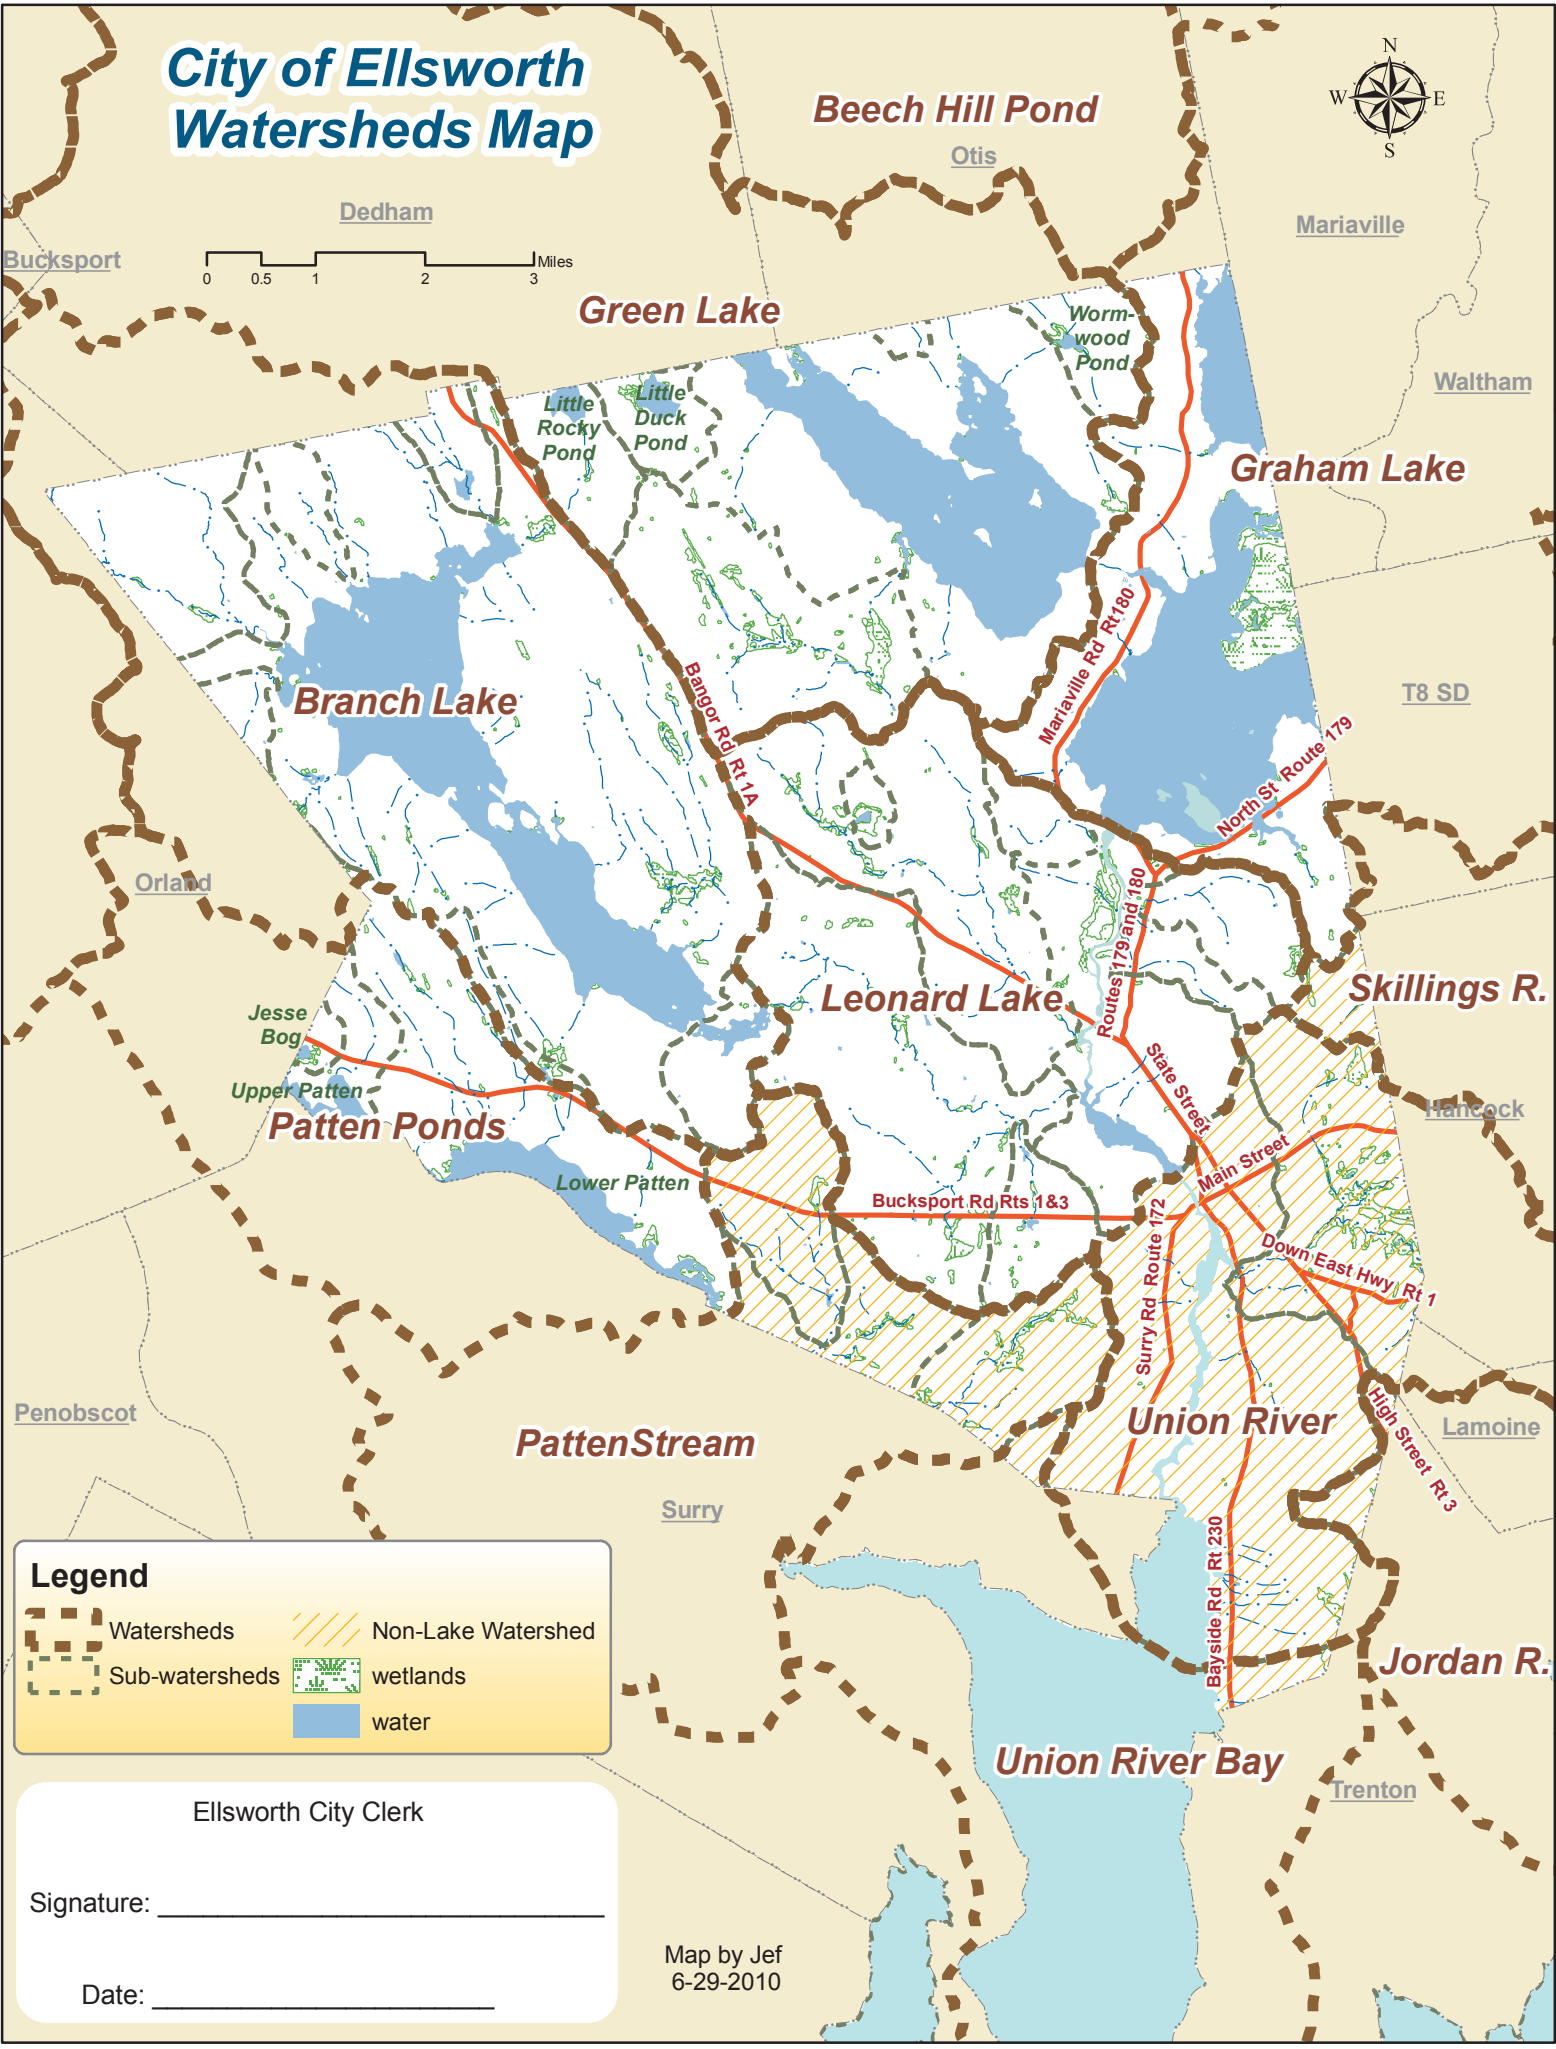 City of Ellsworth
Watersheds Map
N
W
E
S
Beech Hill Pond
Otis
Dedham
Mariaville
Bucksport
0
0.5
1
2
3
Miles
Green Lake
Worm-
wood
Pond
Waltham
Little
Rocky
Pond
Little
Duck
Pond
Graham Lake
Mariaville Rd Rt180
Bangor Rd Rt 1A
Branch Lake
T8 SD
North St Route 179
Orland
Routes 179 and 180
Leonard Lake
Skillings R.
Jesse
Bog
State Street
Upper Patten
Patten Ponds
Hancock
Main Street
Lower Patten
Bucksport Rd Rts 1&3
Surry Rd Route 172
Down East Hwy Rt 1
Penobscot
PattenStream
Union River
High Street Rt 3
Lamoine
Surry
Bayside Rd Rt 230
Legend
Watersheds
Non-Lake Watershed
Sub-watersheds
wetlands
water
Jordan R.
Union River Bay
Trenton
Ellsworth City Clerk
Signature:
Date:
Map by Jef
6-29-2010